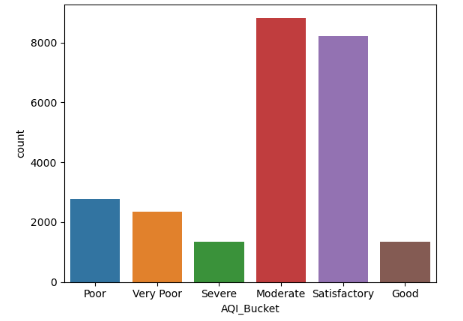 8000
6000
4000
2000
0
count
Poor Very Poor Severe Moderate Satisfactory Good
AQI_Bucket